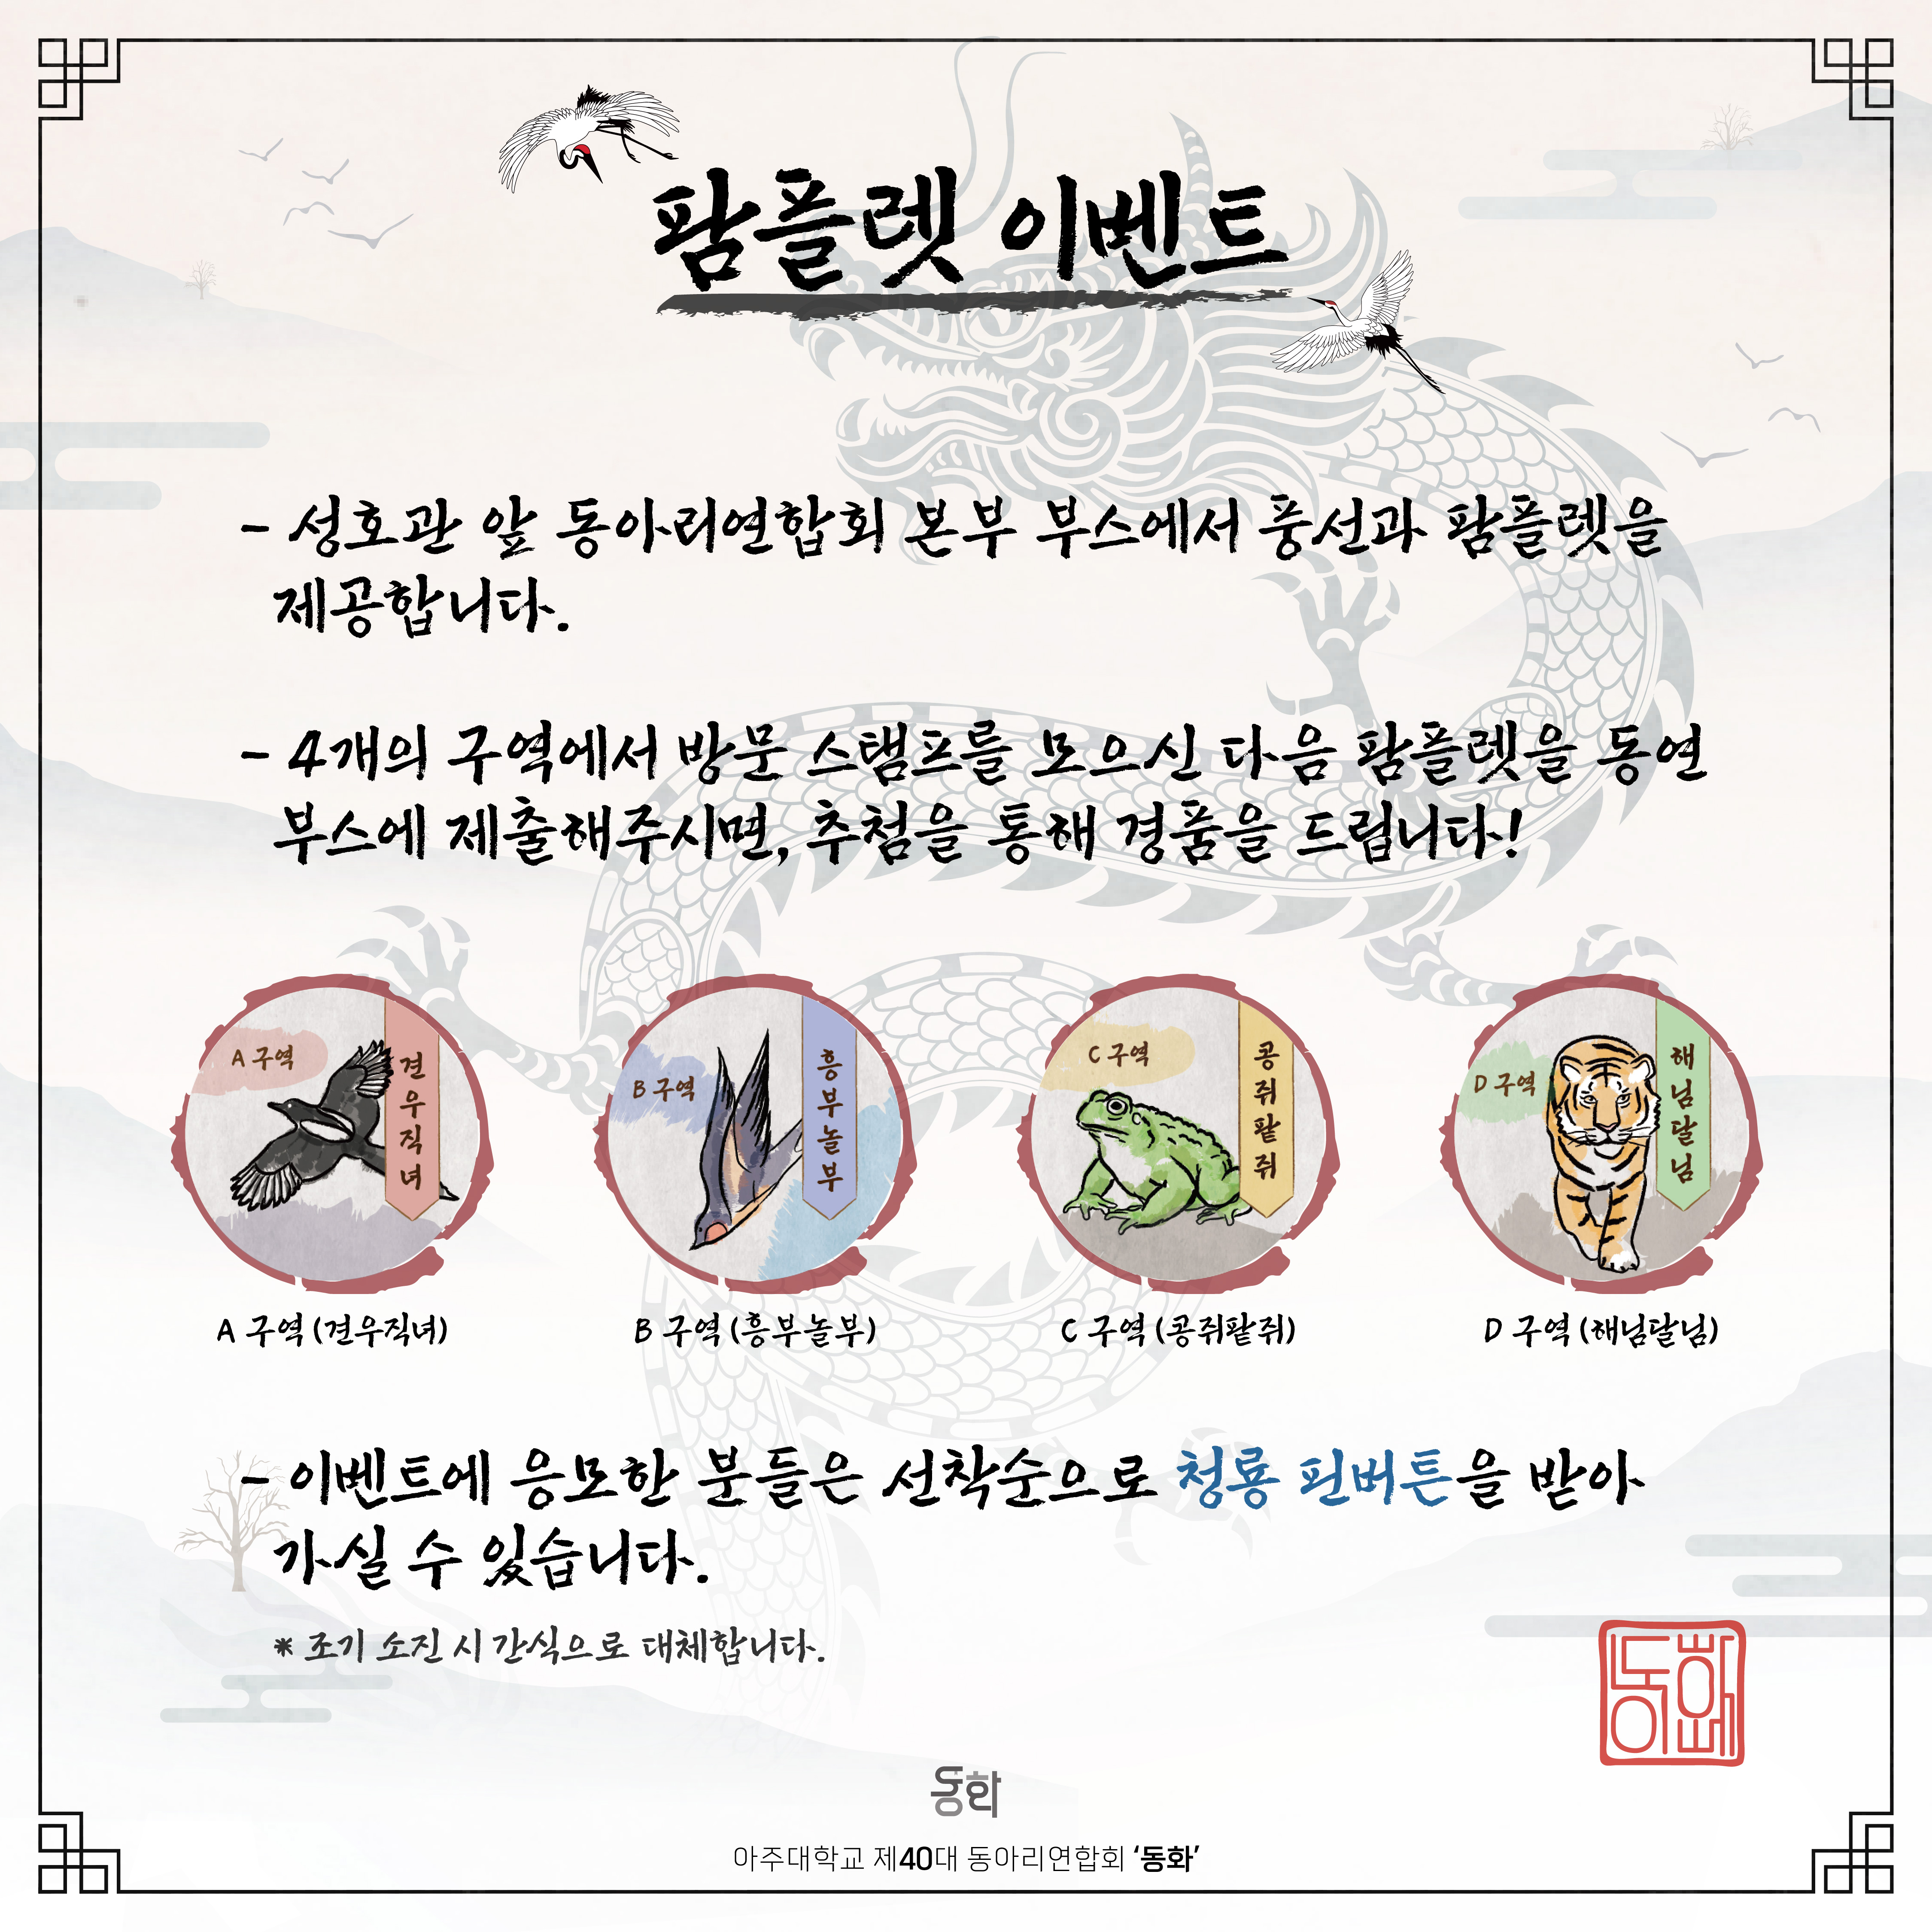 팜플렛 이벤트
- 성호관 앞 동아리연합회 본부 부스에서 풍선과 팜플렛을
제공합니다.
- 4개의 구역에서 방문 스탬프를 모으신 다음 팜플렛을 동연
부스에 제출해주시면, 추첨을 통해 경품을 드립니다!
A 구역
견우직녀
B 구역
흥부놀부
C 구역
콩쥐팥쥐
D 구역
해님달님
A 구역 (견우직녀)
B 구역 (흥부놀부)
C 구역 (콩쥐팥쥐)
D 구역 (해님달님)
- 이벤트에 응모한 분들은 선착순으로 청룡 핀버튼을 받아
가실 수 있습니다.
* 조기 소진 시 간식으로 대체합니다.
동화
동화
아주대학교 제40대 동아리연합회 '동화'